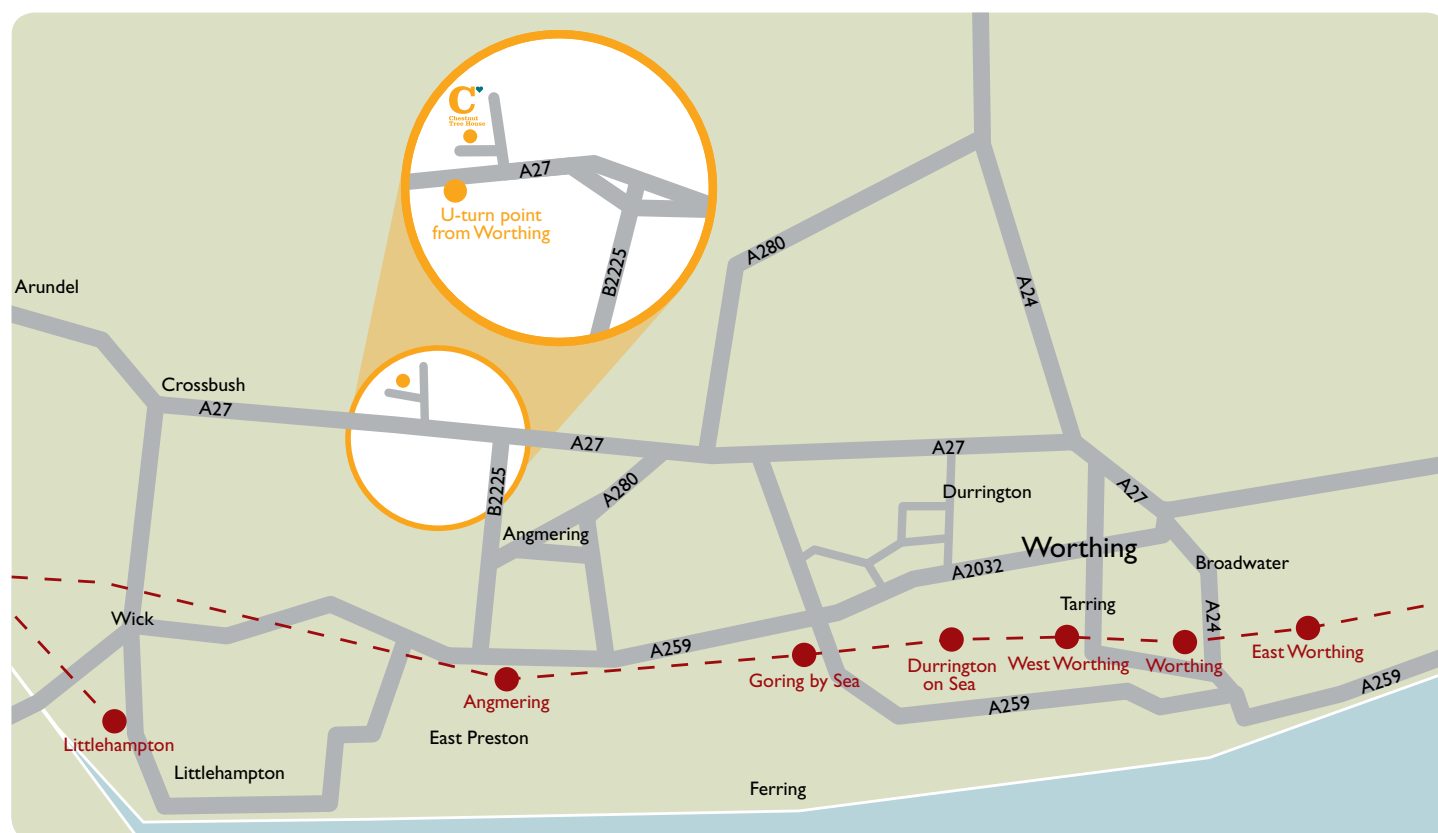 C
Chestnut
Tree House
A27
U-turn point
from Worthing
B2225
A280
A24
Arundel
Crossbush
A27
A27
A27
Durrington
A27
B2225
A280
Angmering
Worthing
A2032
Broadwater
Tarring
A24
Wick
A259
East Worthing
West Worthing
Worthing
Durrington
on Sea
Goring by Sea
Angmering
A259
A259
Littlehampton
East Preston
Littlehampton
Ferring